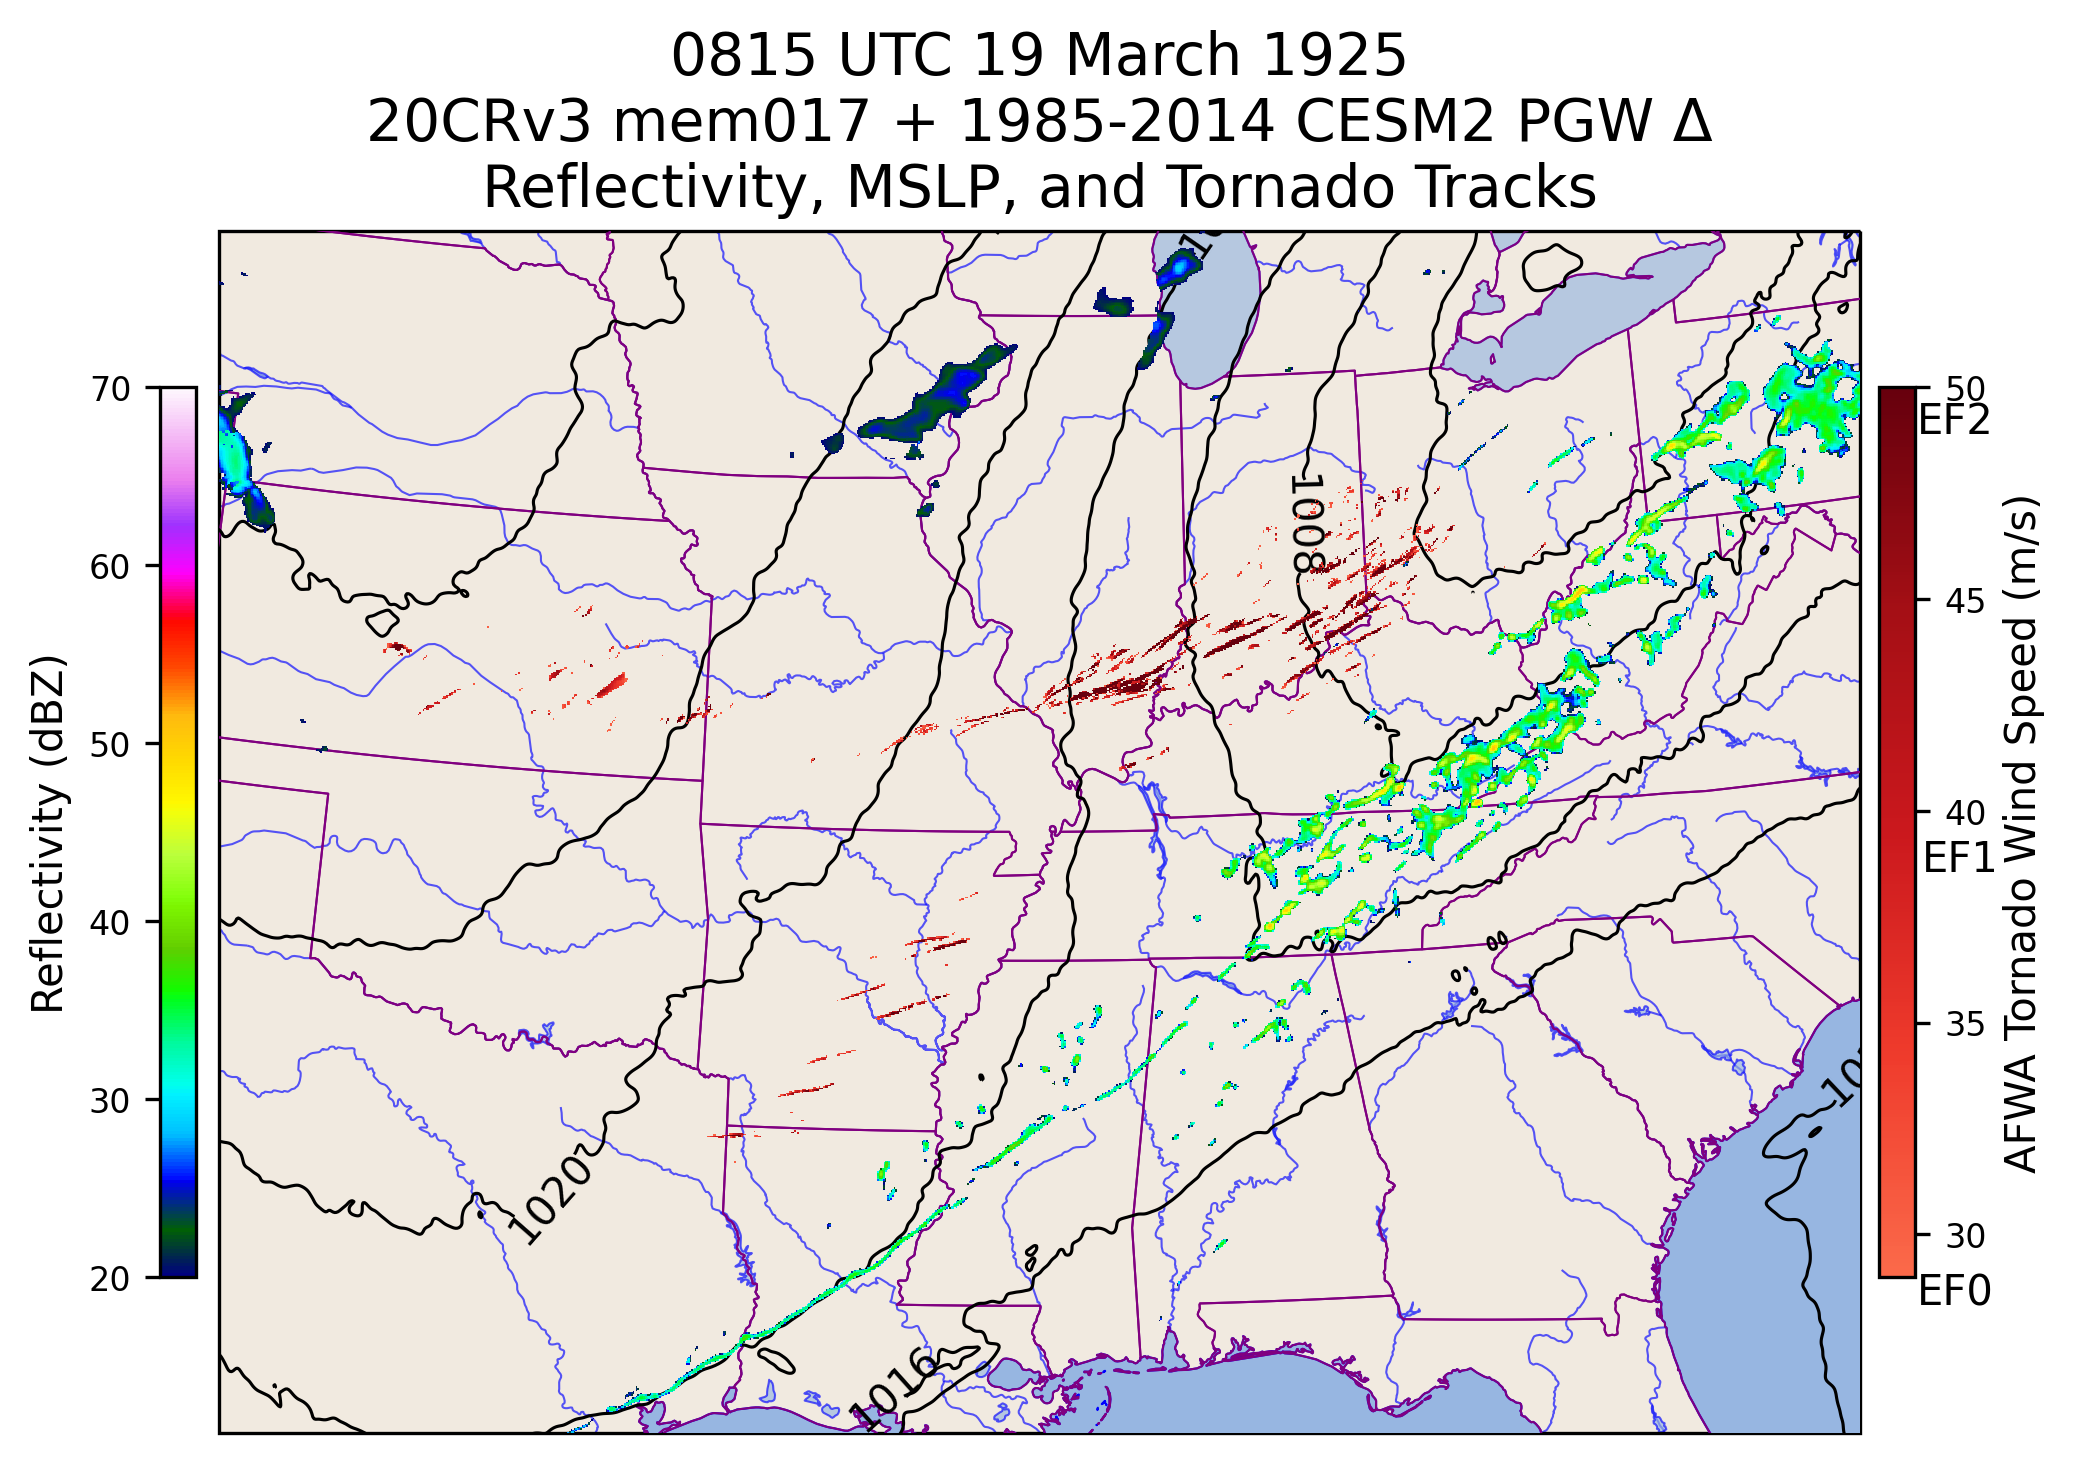 0815 UTC 19 March 1925
20CRv3 mem017 + 1985-2014 CESM2 PGW Δ
Reflectivity, MSLP, and Tornado Tracks
70
60
50
40
30
20
Reflectivity (dBZ)
1008
1020
1016
50
EF2
45
40
EF1
35
30
EF0
AFWA Tornado Wind Speed (m/s)